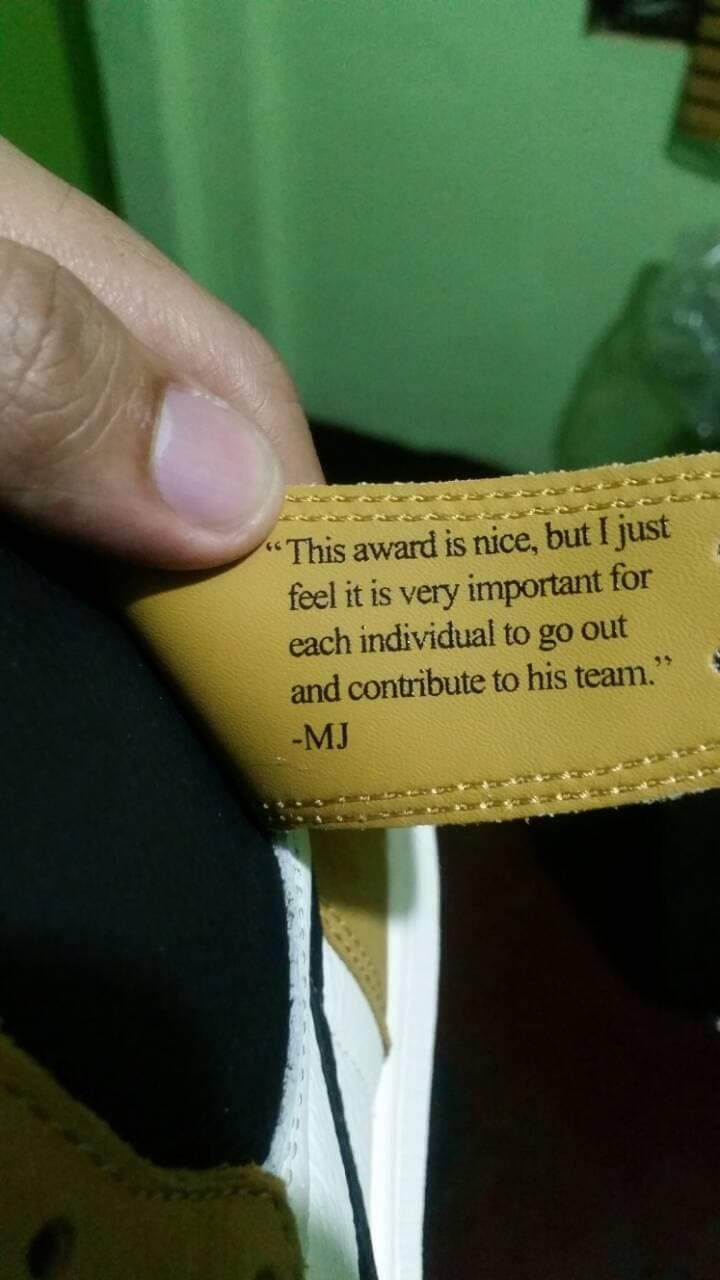 “This award is nice, but I just
feel it is very important for
each individual to go out
and contribute to his team.”
-MJ